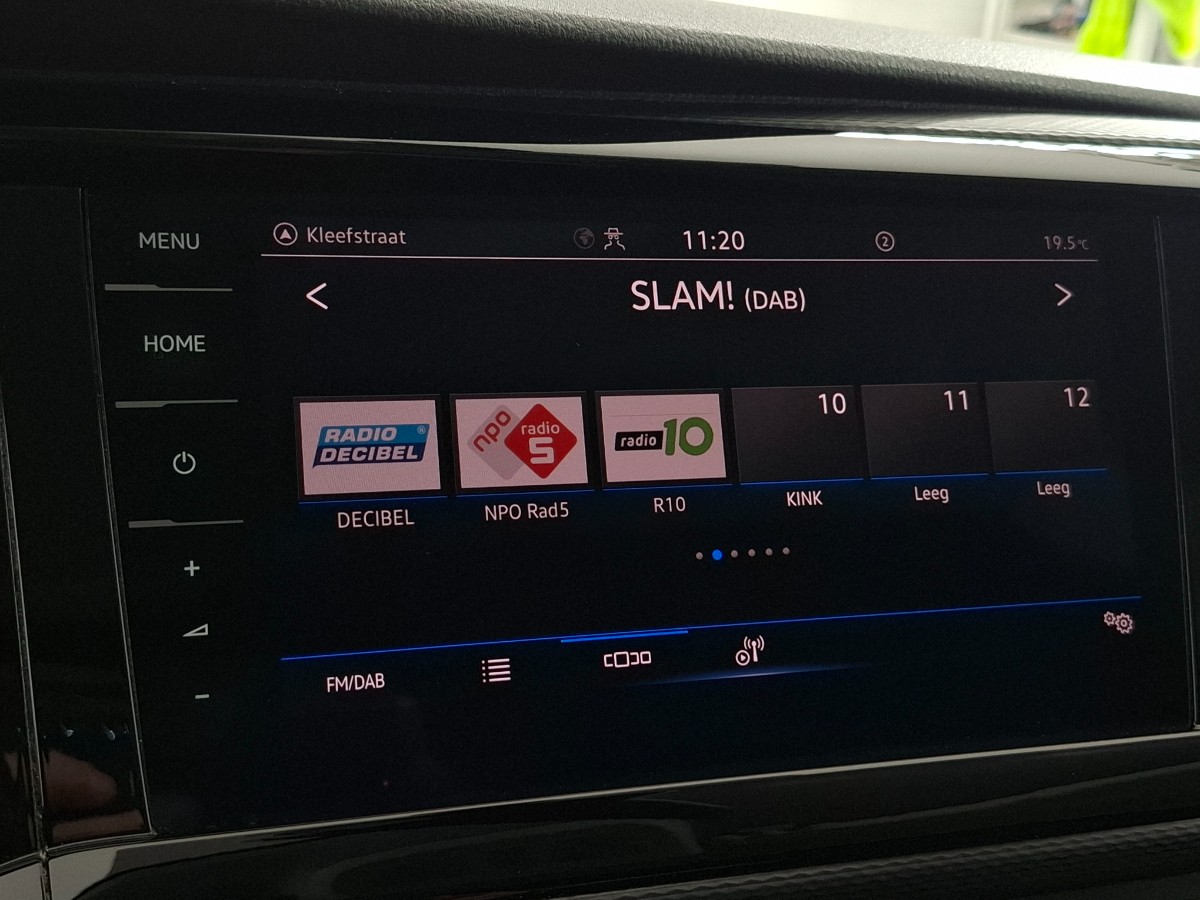 MENU
HOME
Kleefstraat
11:20
2
19.5°C
< SLAM! (DAB) >
RADIO
DECIBEL®
npo
radio
5
radio 10
10
11
12
DECIBEL
NPO Rad5
R10
KINK
Leeg
Leeg
+
-
FM/DAB